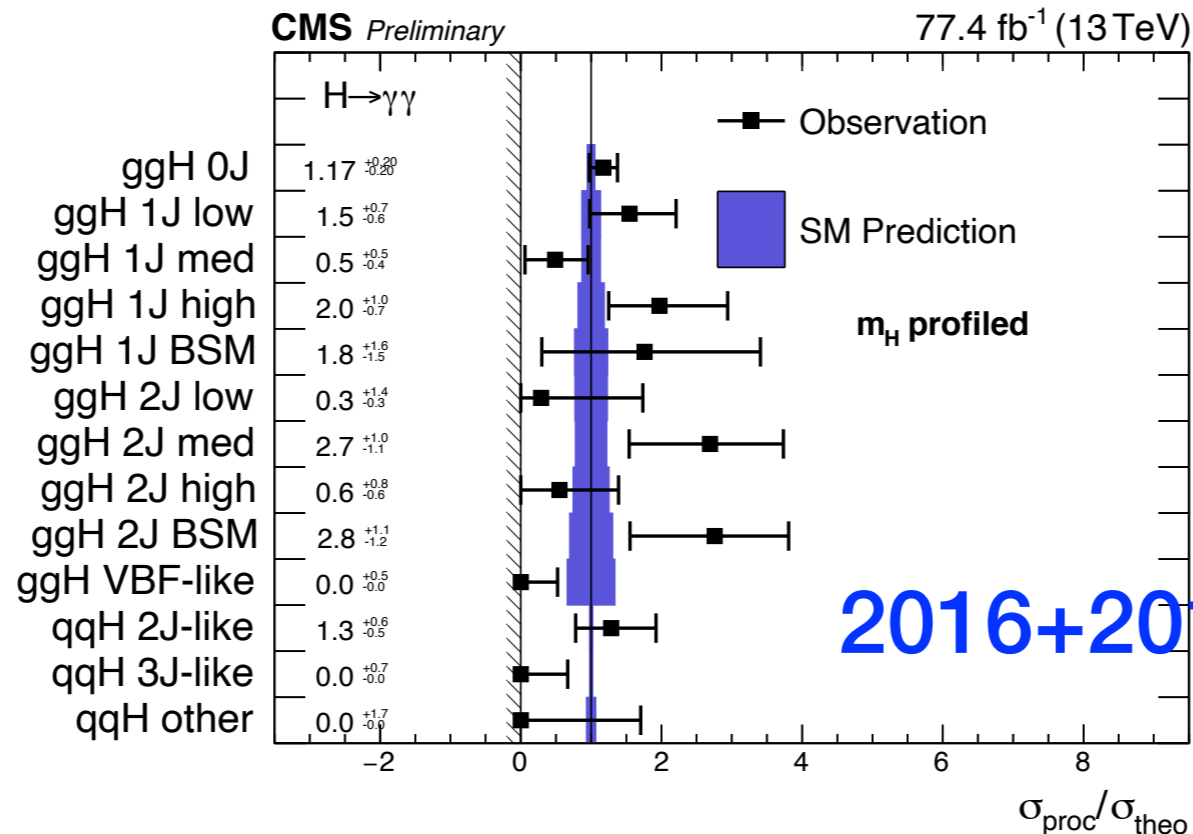 CMS Preliminary 77.4 fb⁻¹ (13 TeV)
H→γγ
Observation
ggH 0J 1.17 +0.20 -0.20
ggH 1J low 1.5 +0.7 -0.6
SM Prediction
ggH 1J med 0.5 +0.5 -0.4
ggH 1J high 2.0 +1.0 -0.7
m_H profiled
ggH 1J BSM 1.8 +1.6 -1.5
ggH 2J low 0.3 +1.4 -0.3
ggH 2J med 2.7 +1.0 -1.1
ggH 2J high 0.6 +0.8 -0.6
ggH 2J BSM 2.8 +1.1 -1.2
ggH VBF-like 0.0 +0.5 -0.0
qqH 2J-like 1.3 +0.6 -0.5
2016+20
qqH 3J-like 0.0 +0.7 -0.0
qqH other 0.0 +1.7 -0.0
−2 0 2 4 6 8
σ_proc/σ_theo